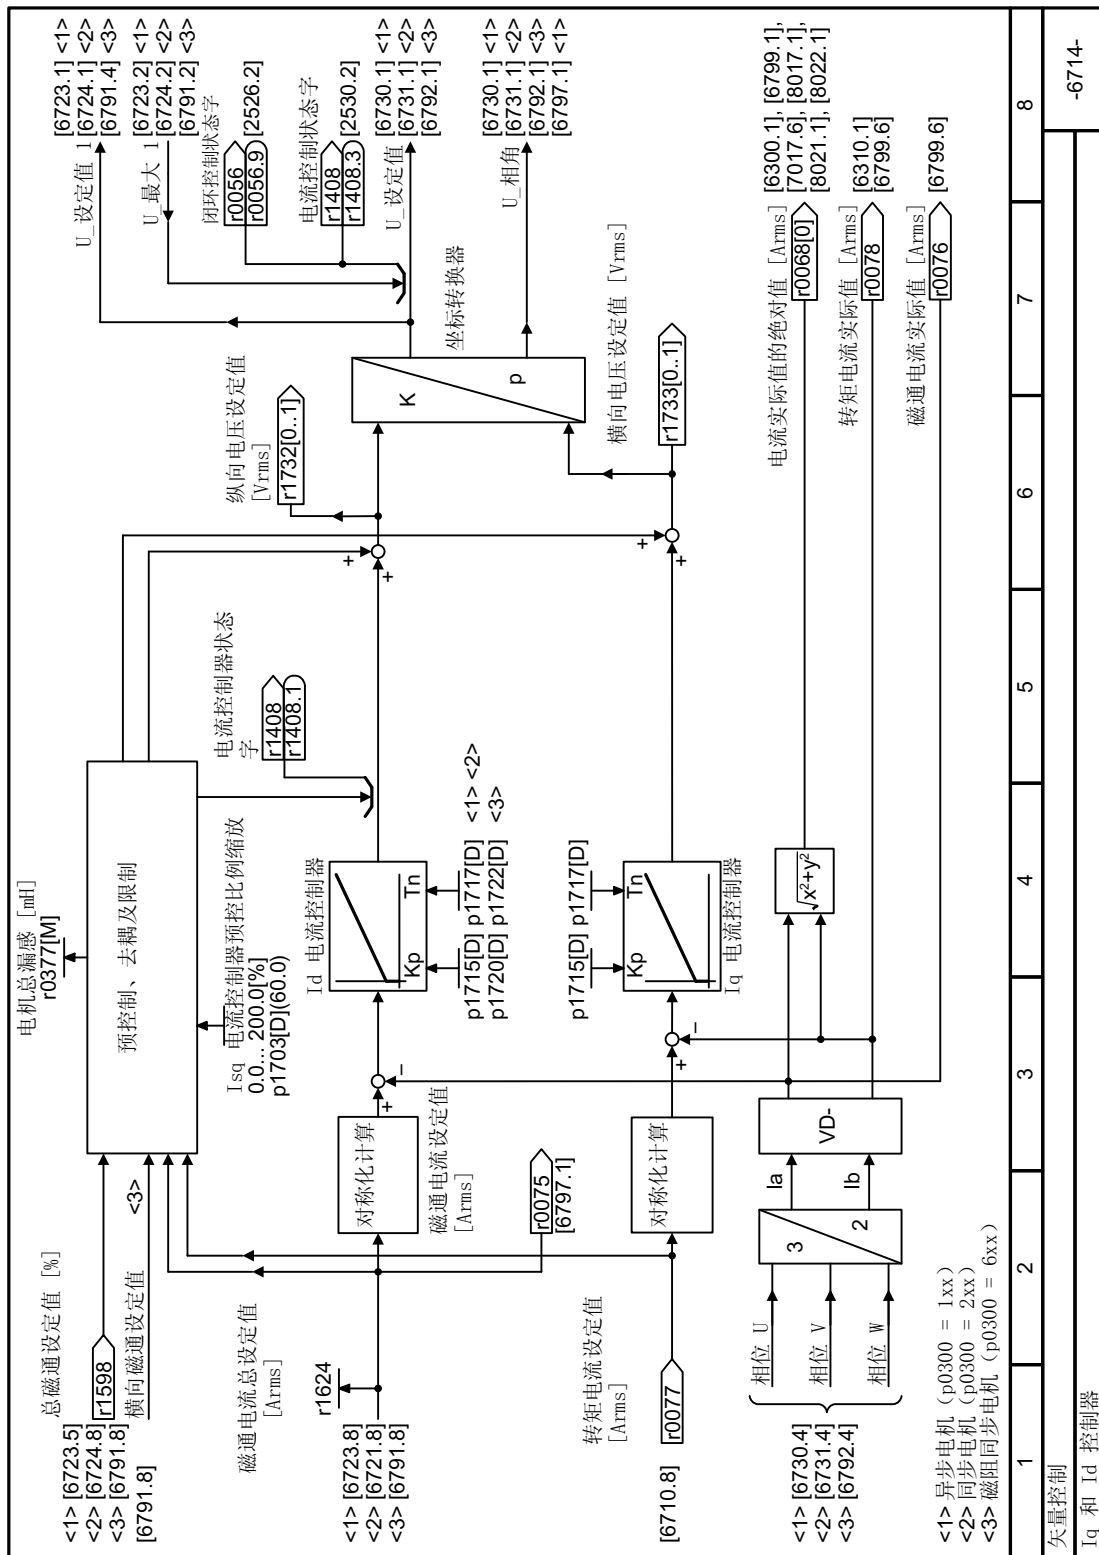 总磁通设定值 [%]
<1> [6723.5]
<2> [6724.8]
<3> [6791.8]
r1598
横向磁通设定值
[6791.8]
<3>
电机总漏感 [mH]
r0377[M]
预控制、去耦及限制
Isq 电流控制器预控比例缩放
0.0... 200.0[%]
p1703[D](60.0)
电流控制器状态
字
r1408
r1408.1
磁通电流总设定值
[Arms]
r1624
<1> [6723.8]
<2> [6721.8]
<3> [6791.8]
对称化计算
磁通电流设定值
[Arms]
r0075
[6797.1]
+
–
Id 电流控制器
Kp
Tn
p1715[D] p1717[D] <1> <2>
p1720[D] p1722[D] <3>
+
+
纵向电压设定值
[Vrms]
r1732[0..1]
K
p
坐标转换器
U_设定值 1
[6723.1] <1>
[6724.1] <2>
[6791.4] <3>
U_最大 1
[6723.2] <1>
[6724.2] <2>
[6791.2] <3>
闭环控制状态字
r0056
r0056.9
[2526.2]
电流控制状态字
r1408
r1408.3
[2530.2]
U_设定值
[6730.1] <1>
[6731.1] <2>
[6792.1] <3>
U_相角
[6730.1] <1>
[6731.1] <2>
[6792.1] <3>
[6797.1] <1>
转矩电流设定值
[Arms]
[6710.8]
r0077
对称化计算
+
–
p1715[D] p1717[D]
Kp
Tn
Iq 电流控制器
+
+
横向电压设定值 [Vrms]
r1733[0..1]
<1> [6730.4]
<2> [6731.4]
<3> [6792.4]
相位 U
相位 V
相位 W
3
2
Ia
Ib
VD-
√x²+y²
电流实际值的绝对值 [Arms]
r0068[0]
[6300.1], [6799.1],
[7017.6], [8017.1],
[8021.1], [8022.1]
转矩电流实际值 [Arms]
r0078
[6310.1]
[6799.6]
磁通电流实际值 [Arms]
r0076
[6799.6]
<1> 异步电机 (p0300 = 1xx)
<2> 同步电机 (p0300 = 2xx)
<3> 磁阻同步电机 (p0300 = 6xx)
1
2
3
4
5
6
7
8
矢量控制
Iq 和 Id 控制器
-6714-